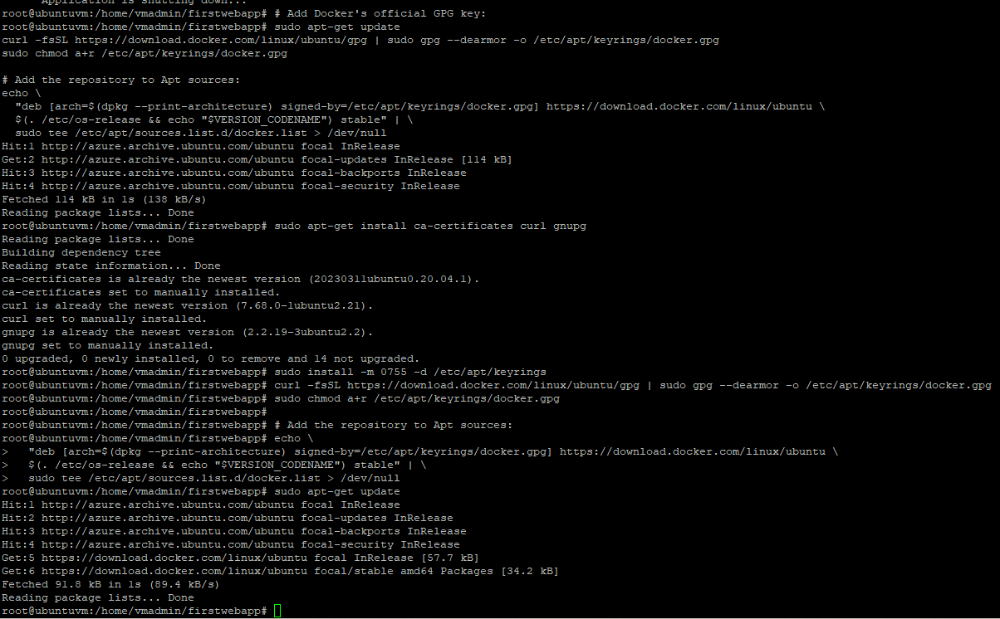 Application is shutting down...
root@ubuntuvm:/home/vmadmin/firstwebapp# # Add Docker's official GPG key:
root@ubuntuvm:/home/vmadmin/firstwebapp# sudo apt-get update
curl -fsSL https://download.docker.com/linux/ubuntu/gpg | sudo gpg --dearmor -o /etc/apt/keyrings/docker.gpg
sudo chmod a+r /etc/apt/keyrings/docker.gpg

# Add the repository to Apt sources:
echo \
  "deb [arch=$(dpkg --print-architecture) signed-by=/etc/apt/keyrings/docker.gpg] https://download.docker.com/linux/ubuntu \
  $(. /etc/os-release && echo "$VERSION_CODENAME") stable" | \
  sudo tee /etc/apt/sources.list.d/docker.list > /dev/null
Hit:1 http://azure.archive.ubuntu.com/ubuntu focal InRelease
Get:2 http://azure.archive.ubuntu.com/ubuntu focal-updates InRelease [114 kB]
Hit:3 http://azure.archive.ubuntu.com/ubuntu focal-backports InRelease
Hit:4 http://azure.archive.ubuntu.com/ubuntu focal-security InRelease
Fetched 114 kB in 1s (138 kB/s)
Reading package lists... Done
root@ubuntuvm:/home/vmadmin/firstwebapp# sudo apt-get install ca-certificates curl gnupg
Reading package lists... Done
Building dependency tree
Reading state information... Done
ca-certificates is already the newest version (20230311ubuntu0.20.04.1).
ca-certificates set to manually installed.
curl is already the newest version (7.68.0-1ubuntu2.21).
curl set to manually installed.
gnupg is already the newest version (2.2.19-3ubuntu2.2).
gnupg set to manually installed.
0 upgraded, 0 newly installed, 0 to remove and 14 not upgraded.
root@ubuntuvm:/home/vmadmin/firstwebapp# sudo install -m 0755 -d /etc/apt/keyrings
root@ubuntuvm:/home/vmadmin/firstwebapp# curl -fsSL https://download.docker.com/linux/ubuntu/gpg | sudo gpg --dearmor -o /etc/apt/keyrings/docker.gpg
root@ubuntuvm:/home/vmadmin/firstwebapp# sudo chmod a+r /etc/apt/keyrings/docker.gpg
root@ubuntuvm:/home/vmadmin/firstwebapp#
root@ubuntuvm:/home/vmadmin/firstwebapp# # Add the repository to Apt sources:
root@ubuntuvm:/home/vmadmin/firstwebapp# echo \
>   "deb [arch=$(dpkg --print-architecture) signed-by=/etc/apt/keyrings/docker.gpg] https://download.docker.com/linux/ubuntu \
>   $(. /etc/os-release && echo "$VERSION_CODENAME") stable" | \
>   sudo tee /etc/apt/sources.list.d/docker.list > /dev/null
root@ubuntuvm:/home/vmadmin/firstwebapp# sudo apt-get update
Hit:1 http://azure.archive.ubuntu.com/ubuntu focal InRelease
Hit:2 http://azure.archive.ubuntu.com/ubuntu focal-updates InRelease
Hit:3 http://azure.archive.ubuntu.com/ubuntu focal-backports InRelease
Hit:4 http://azure.archive.ubuntu.com/ubuntu focal-security InRelease
Get:5 https://download.docker.com/linux/ubuntu focal InRelease [57.7 kB]
Get:6 https://download.docker.com/linux/ubuntu focal/stable amd64 Packages [34.2 kB]
Fetched 91.8 kB in 1s (89.4 kB/s)
Reading package lists... Done
root@ubuntuvm:/home/vmadmin/firstwebapp#